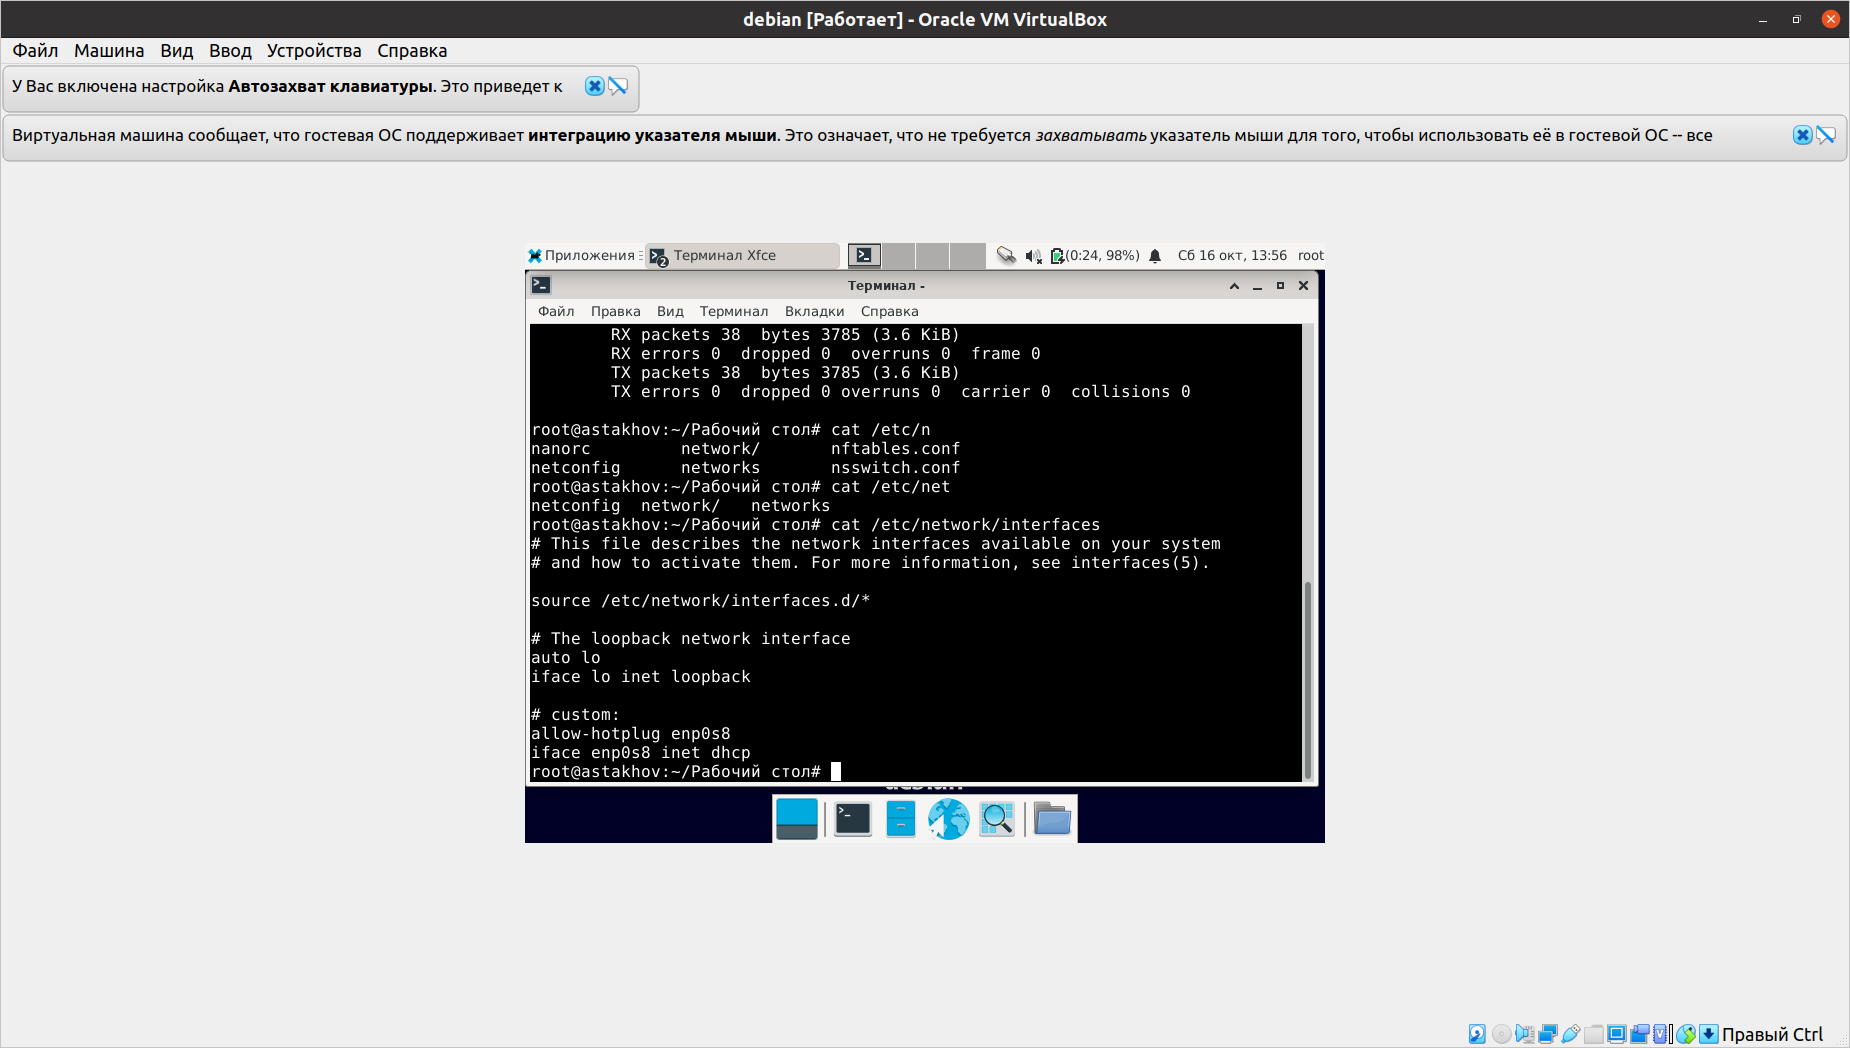 debian [Работает] - Oracle VM VirtualBox
Файл Машина Вид Ввод Устройства Справка
У Вас включена настройка Автозахват клавиатуры. Это приведет к
Виртуальная машина сообщает, что гостевая ОС поддерживает интеграцию указателя мыши. Это означает, что не требуется захватывать указатель мыши для того, чтобы использовать её в гостевой ОС -- все
Приложения Терминал Xfce (0:24, 98%) Сб 16 окт, 13:56 root
Терминал -
Файл Правка Вид Терминал Вкладки Справка
RX packets 38  bytes 3785 (3.6 KiB)
RX errors 0  dropped 0  overruns 0  frame 0
TX packets 38  bytes 3785 (3.6 KiB)
TX errors 0  dropped 0 overruns 0  carrier 0  collisions 0
root@astakhov:~/Рабочий стол# cat /etc/n
nanorc         network/       nftables.conf
netconfig      networks       nsswitch.conf
root@astakhov:~/Рабочий стол# cat /etc/net
netconfig  network/   networks
root@astakhov:~/Рабочий стол# cat /etc/network/interfaces
# This file describes the network interfaces available on your system
# and how to activate them. For more information, see interfaces(5).
source /etc/network/interfaces.d/*
# The loopback network interface
auto lo
iface lo inet loopback
# custom:
allow-hotplug enp0s8
iface enp0s8 inet dhcp
root@astakhov:~/Рабочий стол#
Правый Ctrl